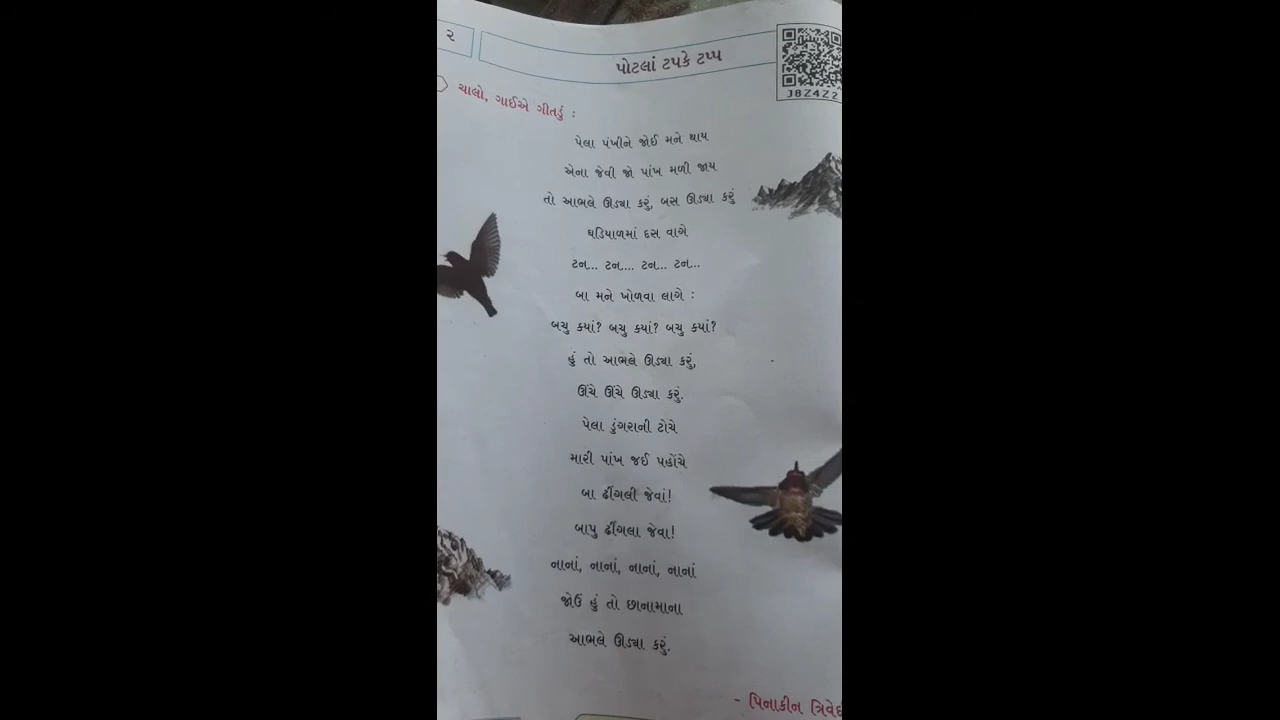 ૨
પોટલાં ટપકે ટપ્પ
J8Z4Z2
ચાલો, ગાઈએ ગીતડું :
પેલા પંખીને જોઈ મને થાય
એના જેવી જો પાંખ મળી જાય
તો આભલે ઊડ્યા કરું, બસ ઊડ્યા કરું
ઘડિયાળમાં દસ વાગે
ટન... ટન.... ટન... ટન...
બા મને ખોળવા લાગે :
બચુ ક્યાં? બચુ ક્યાં? બચુ ક્યાં?
હું તો આભલે ઊડ્યા કરું,
ઊંચે ઊંચે ઊડ્યા કરું.
પેલા ડુંગરાની ટોચે
મારી પાંખ જઈ પહોંચે
બા ઢીંગલી જેવાં!
બાપુ ઢીંગલા જેવા!
નાનાં, નાનાં, નાનાં, નાનાં
જોઉં હું તો છાનામાના
આભલે ઊડ્યા કરું.
- પિનાકીન